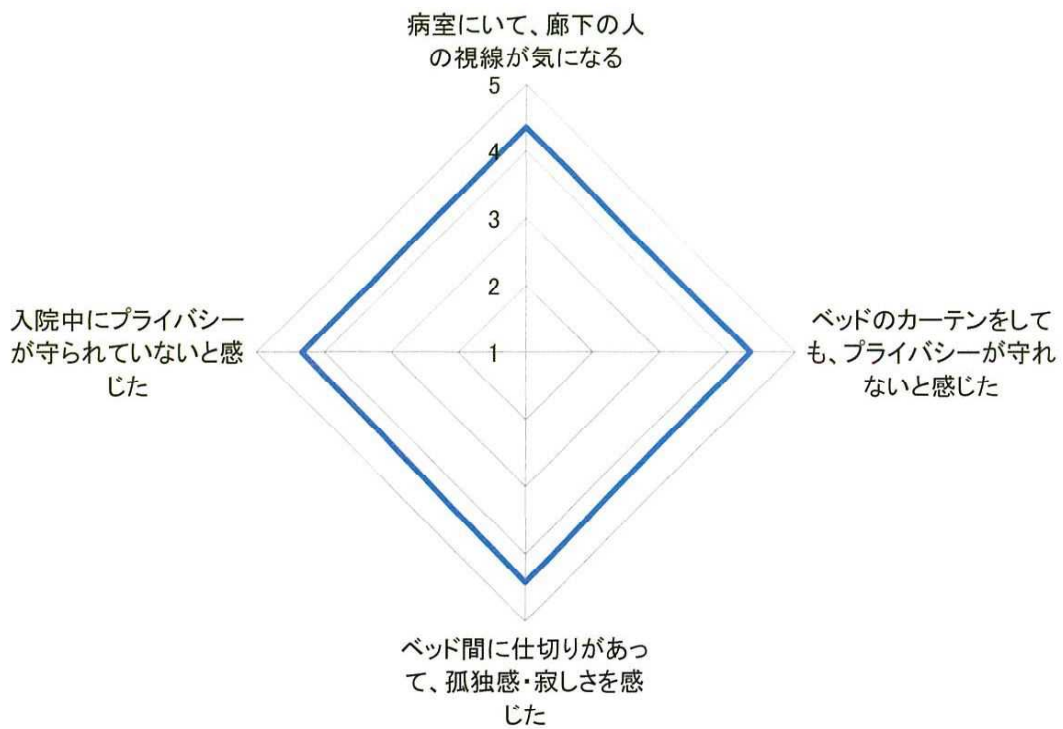 病室にいて、廊下の人
の視線が気になる
5
4
3
2
1
入院中にプライバシー
が守られていないと感
じた
ベッドのカーテンをして
も、プライバシーが守れ
ないと感じた
ベッド間に仕切りがあっ
て、孤独感・寂しさを感
じた